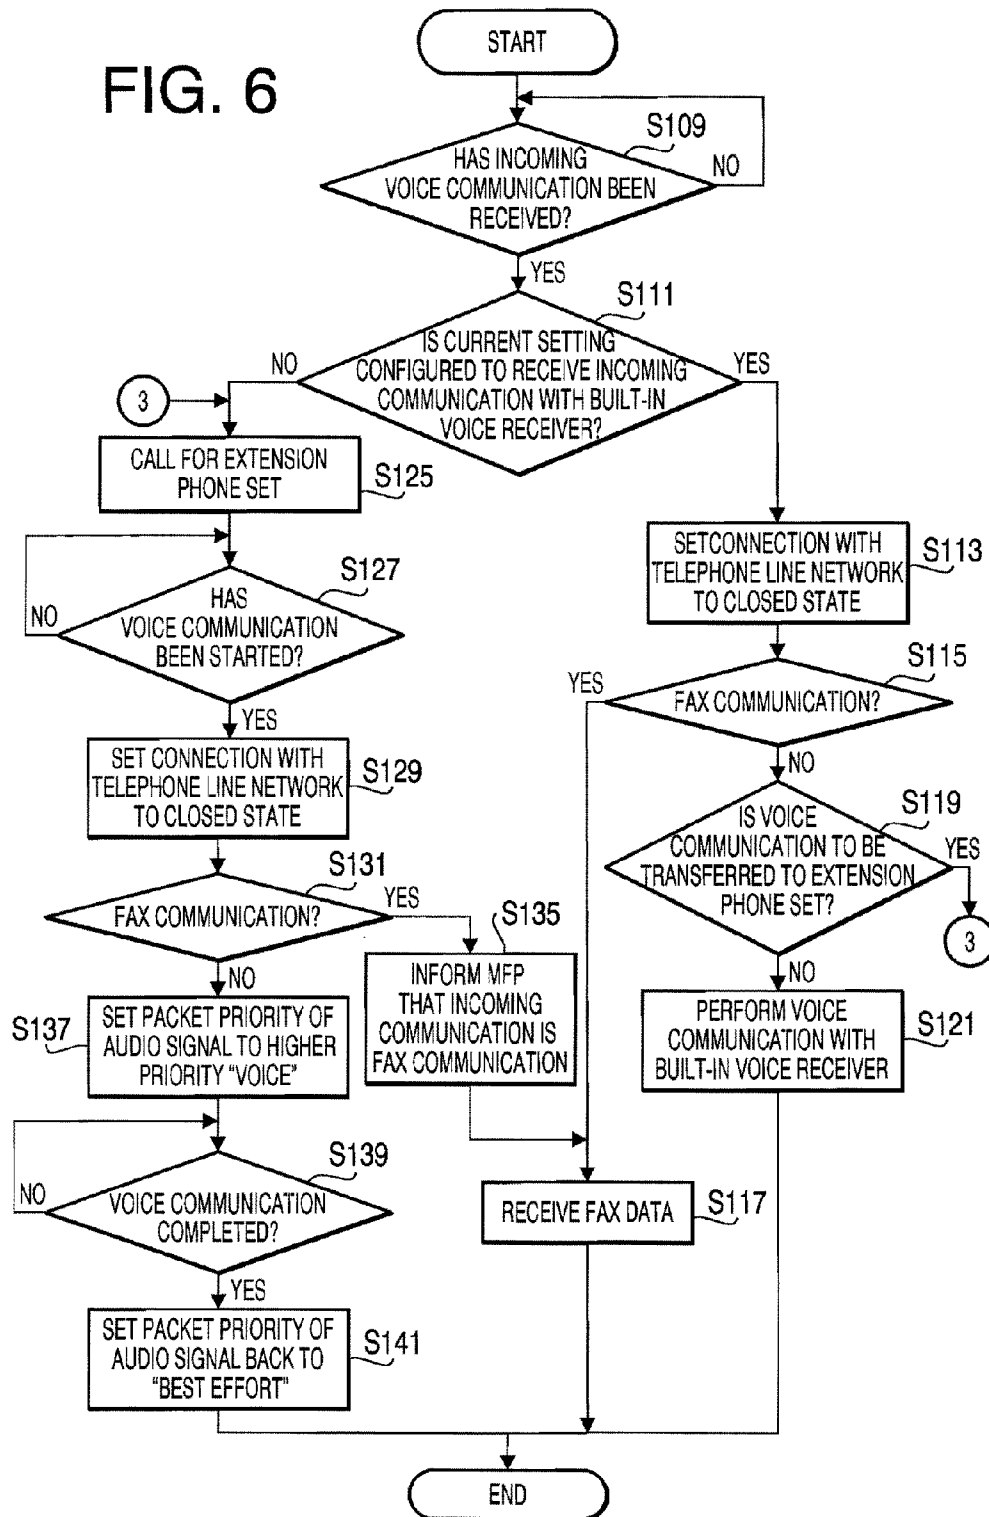 START
FIG. 6
S109
HAS INCOMING
VOICE COMMUNICATION BEEN
RECEIVED?
NO
YES
S111
IS CURRENT SETTING
CONFIGURED TO RECEIVE INCOMING
COMMUNICATION WITH BUILT-IN
VOICE RECEIVER?
NO
YES
3
CALL FOR EXTENSION
PHONE SET
S125
S127
HAS
VOICE COMMUNICATION
BEEN STARTED?
NO
YES
SET CONNECTION WITH
TELEPHONE LINE NETWORK
TO CLOSED STATE
S129
S131
FAX COMMUNICATION?
YES
NO
S135
INFORM MFP
THAT INCOMING
COMMUNICATION IS
FAX COMMUNICATION
S137
SET PACKET PRIORITY OF
AUDIO SIGNAL TO HIGHER
PRIORITY "VOICE"
S139
VOICE COMMUNICATION
COMPLETED?
NO
YES
SET PACKET PRIORITY OF
AUDIO SIGNAL BACK TO
"BEST EFFORT"
S141
SETCONNECTION WITH
TELEPHONE LINE NETWORK
TO CLOSED STATE
S113
S115
FAX COMMUNICATION?
YES
NO
S119
IS VOICE
COMMUNICATION TO BE
TRANSFERRED TO EXTENSION
PHONE SET?
YES
3
NO
PERFORM VOICE
COMMUNICATION WITH
BUILT-IN VOICE RECEIVER
S121
RECEIVE FAX DATA
S117
END